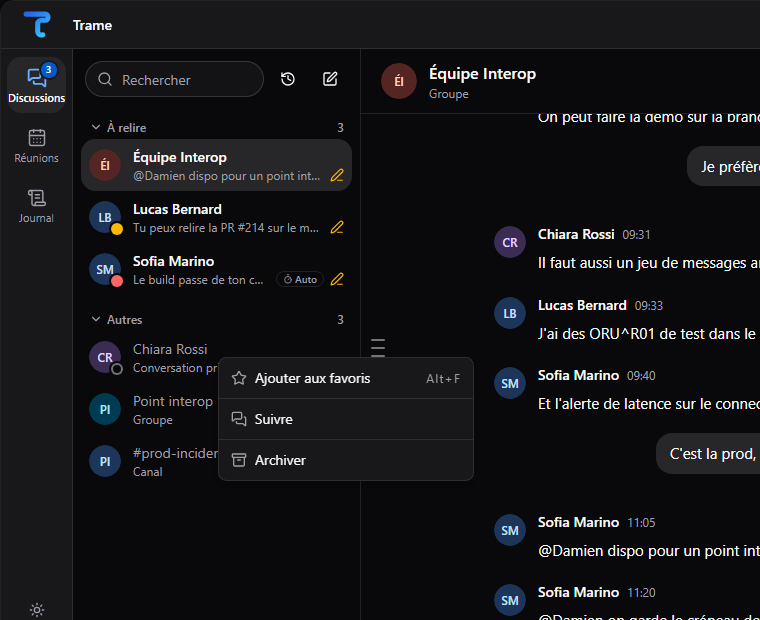 Trame
3
Discussions
Réunions
Journal
Rechercher
À relire 3
ÉI
Équipe Interop
@Damien dispo pour un point int...
LB
Lucas Bernard
Tu peux relire la PR #214 sur le m...
SM
Sofia Marino
Le build passe de ton c... Auto
Autres 3
CR
Chiara Rossi
Conversation pr
PI
Point interop
Groupe
PI
#prod-inciden
Canal
Ajouter aux favoris Alt+F
Suivre
Archiver
ÉI
Équipe Interop
Groupe
On peut faire la démo sur la branc
Je préfère
CR
Chiara Rossi 09:31
Il faut aussi un jeu de messages a
LB
Lucas Bernard 09:33
J'ai des ORU^R01 de test dans le
SM
Sofia Marino 09:40
Et l'alerte de latence sur le connec
C'est la prod,
SM
Sofia Marino 11:05
@Damien dispo pour un point int
SM
Sofia Marino 11:20
@Damien on garde le créneau de